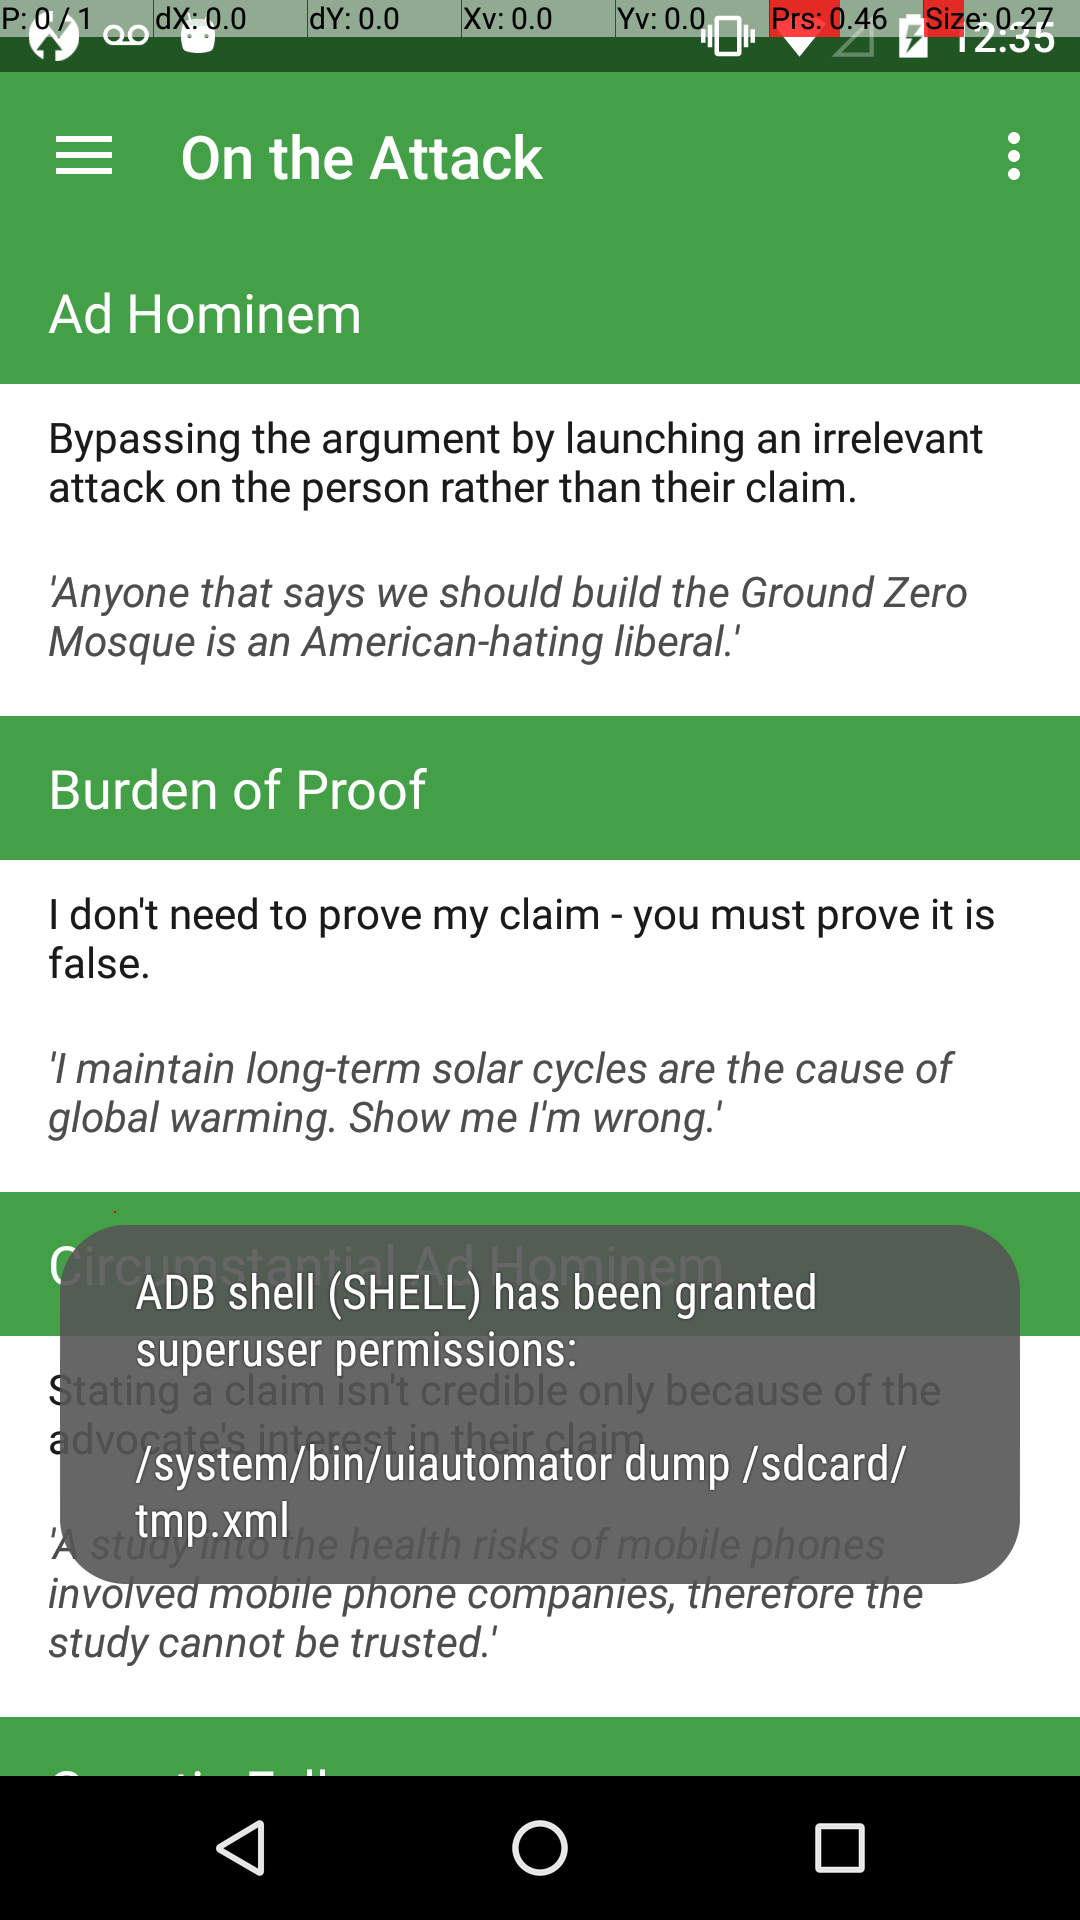 P: 0 / 1 dX: 0.0 dY: 0.0 Xv: 0.0 Yv: 0.0 Prs: 0.46 Size: 0.27
12:35
On the Attack
Ad Hominem
Bypassing the argument by launching an irrelevant
attack on the person rather than their claim.
'Anyone that says we should build the Ground Zero
Mosque is an American-hating liberal.'
Burden of Proof
I don't need to prove my claim - you must prove it is
false.
'I maintain long-term solar cycles are the cause of
global warming. Show me I'm wrong.'
Circumstantial Ad Hominem
ADB shell (SHELL) has been granted
superuser permissions:
Stating a claim isn't credible only because of the
advocate's interest in their claim.
/system/bin/uiautomator dump /sdcard/
tmp.xml
'A study into the health risks of mobile phones
involved mobile phone companies, therefore the
study cannot be trusted.'